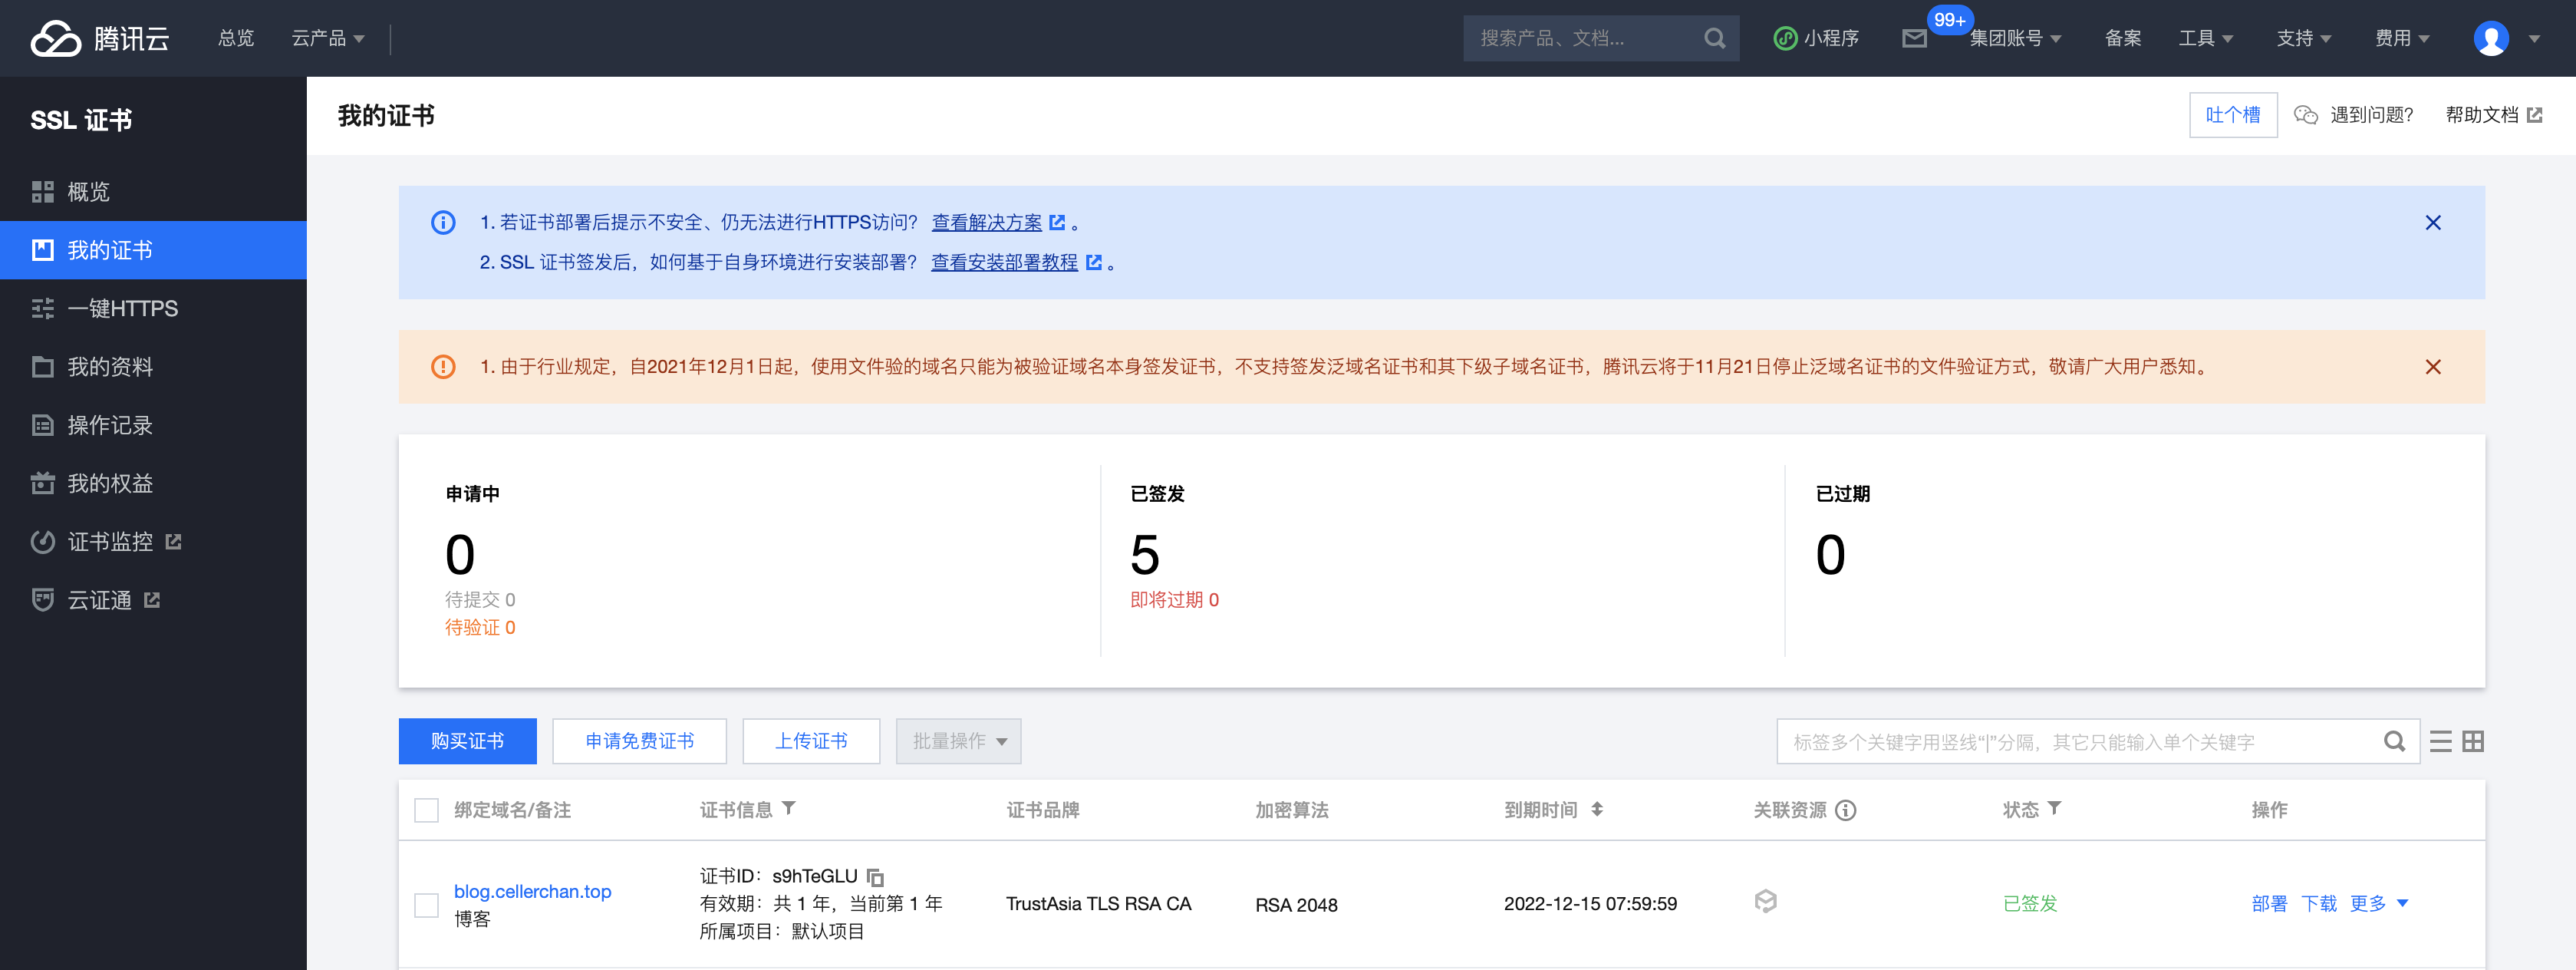 腾讯云
总览
云产品
搜索产品、文档...
小程序
99+
集团账号
备案
工具
支持
费用
SSL 证书
概览
我的证书
一键HTTPS
我的资料
操作记录
我的权益
证书监控
云证通
我的证书
吐个槽
遇到问题?
帮助文档
1. 若证书部署后提示不安全、仍无法进行HTTPS访问? 查看解决方案 。
2. SSL 证书签发后，如何基于自身环境进行安装部署? 查看安装部署教程 。
1. 由于行业规定，自2021年12月1日起，使用文件验的域名只能为被验证域名本身签发证书，不支持签发泛域名证书和其下级子域名证书，腾讯云将于11月21日停止泛域名证书的文件验证方式，敬请广大用户悉知。
申请中
0
待提交 0
待验证 0
已签发
5
即将过期 0
已过期
0
购买证书
申请免费证书
上传证书
批量操作
标签多个关键字用竖线“|”分隔，其它只能输入单个关键字
绑定域名/备注
证书信息
证书品牌
加密算法
到期时间
关联资源
状态
操作
blog.cellerchan.top
博客
证书ID：s9hTeGLU
有效期：共 1 年，当前第 1 年
所属项目：默认项目
TrustAsia TLS RSA CA
RSA 2048
2022-12-15 07:59:59
已签发
部署 下载 更多